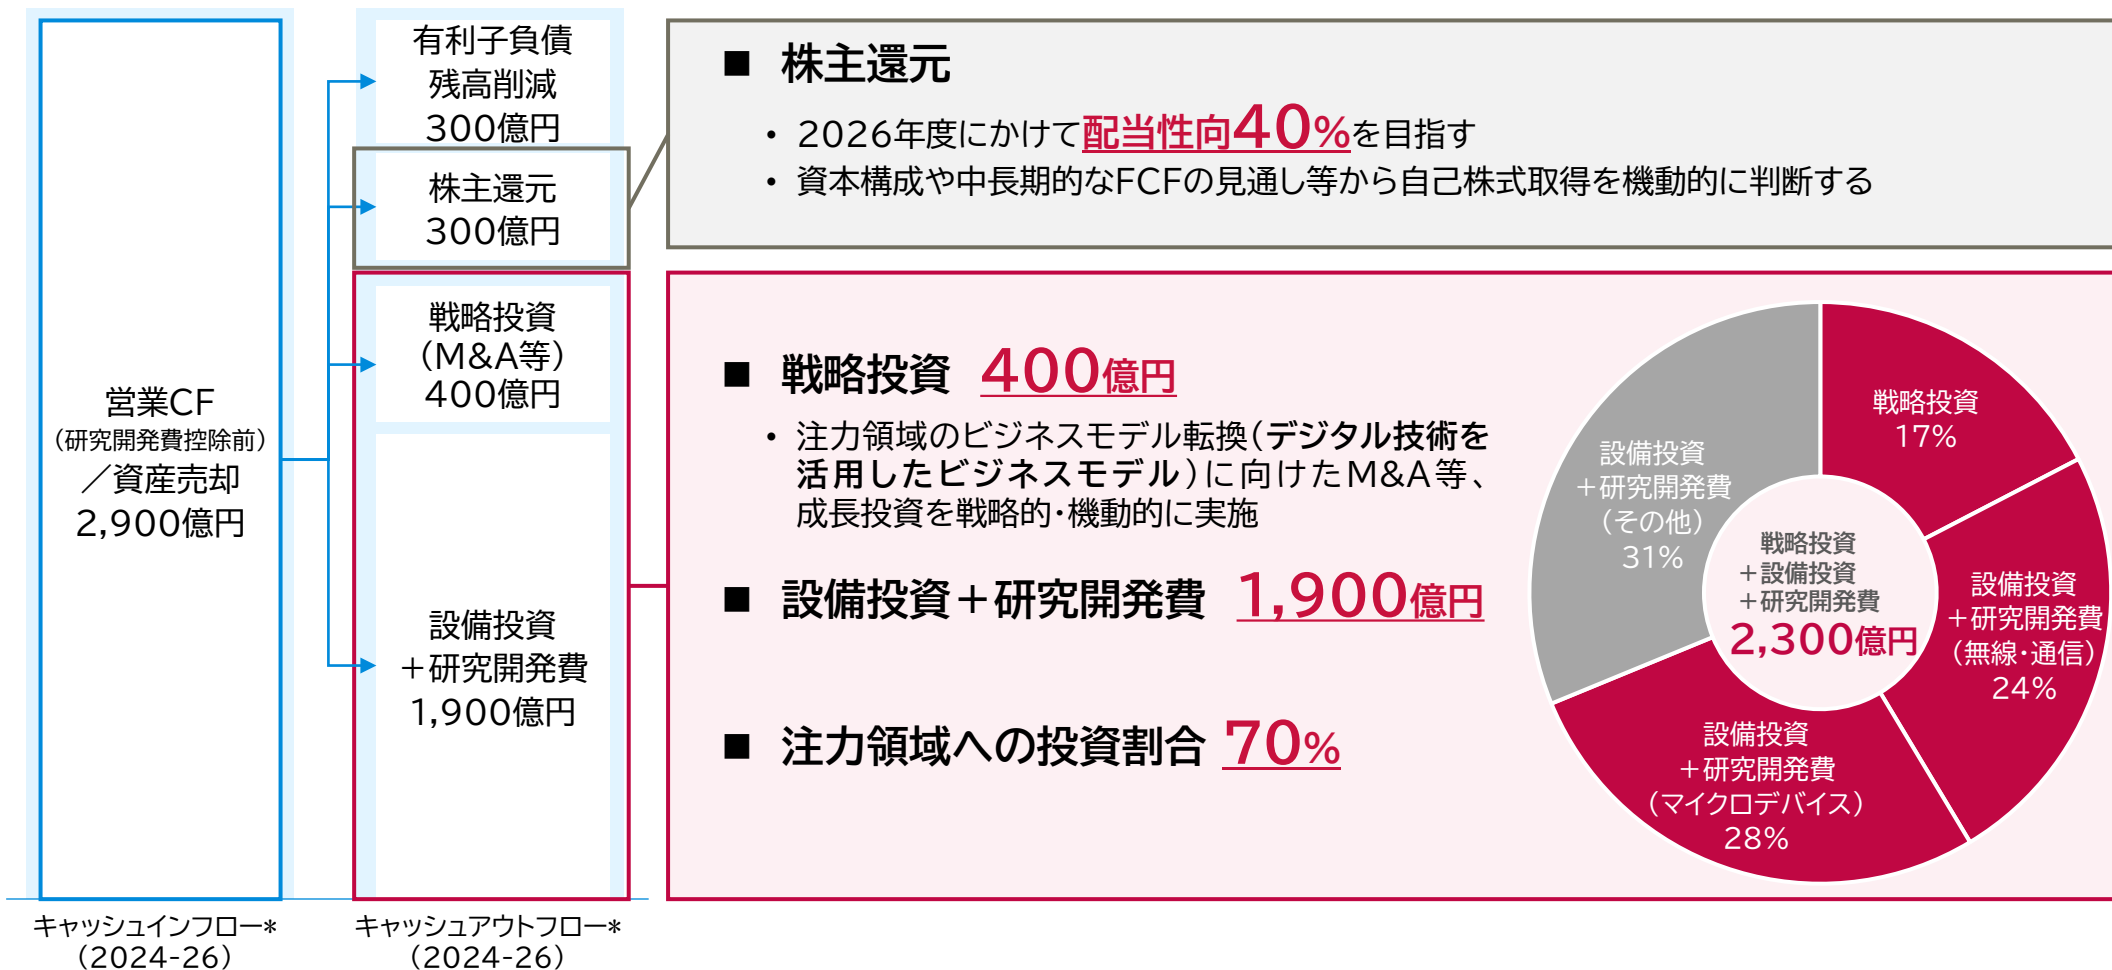 営業CF
（研究開発費控除前）
／資産売却
2,900億円
キャッシュインフロー*
（2024-26）
有利子負債
残高削減
300億円
株主還元
300億円
戦略投資
（M&A等）
400億円
設備投資
＋研究開発費
1,900億円
キャッシュアウトフロー*
（2024-26）
■ 株主還元
・ 2026年度にかけて配当性向40%を目指す
・ 資本構成や中長期的なFCFの見通し等から自己株式取得を機動的に判断する
■ 戦略投資 400億円
・ 注力領域のビジネスモデル転換（デジタル技術を
活用したビジネスモデル）に向けたM&A等、
成長投資を戦略的・機動的に実施
■ 設備投資＋研究開発費 1,900億円
■ 注力領域への投資割合 70%
戦略投資
17%
設備投資
＋研究開発費
（無線・通信）
24%
設備投資
＋研究開発費
（マイクロデバイス）
28%
設備投資
＋研究開発費
（その他）
31%
戦略投資
＋設備投資
＋研究開発費
2,300億円